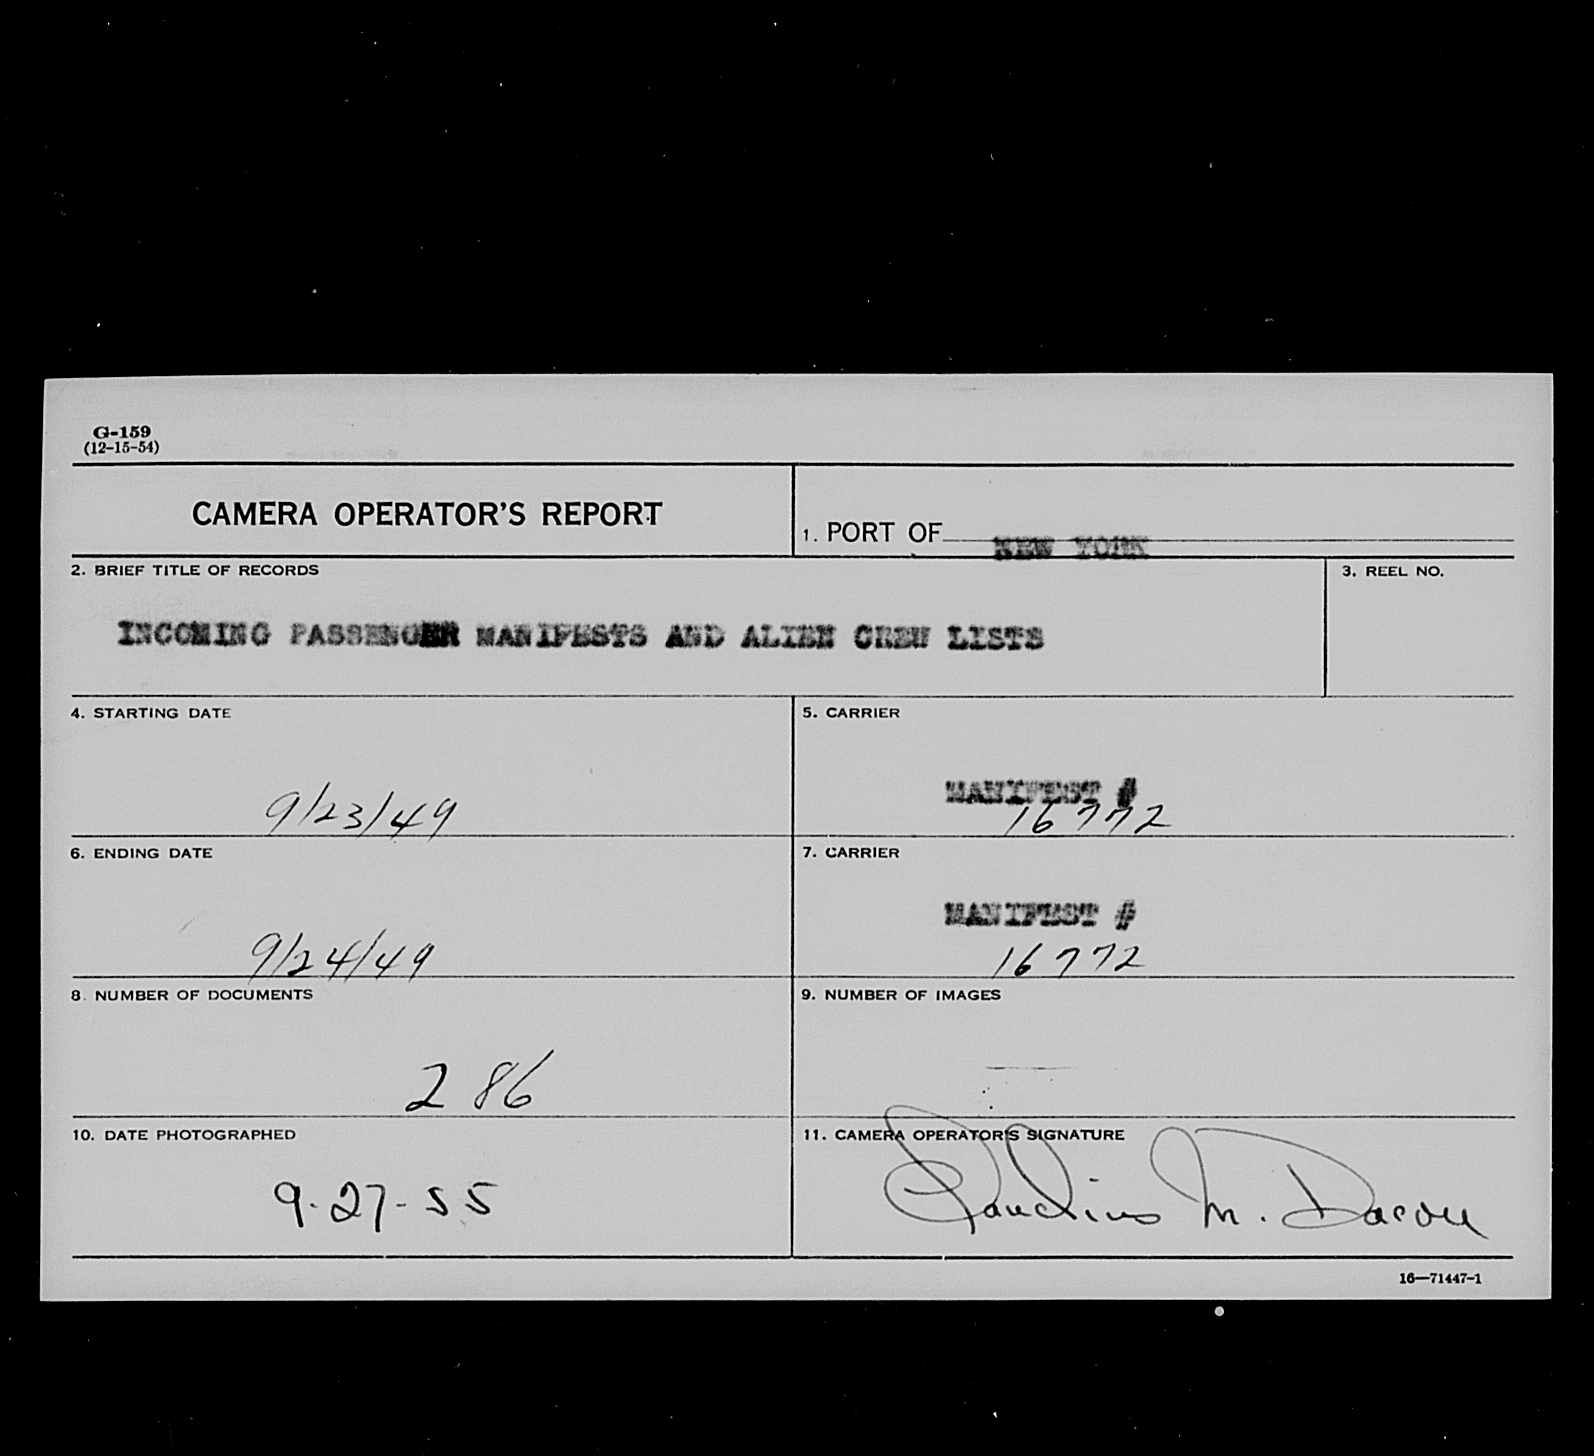 G-159
(12-15-54)
CAMERA OPERATOR'S REPORT
1. PORT OF NEW YORK
2. BRIEF TITLE OF RECORDS
3. REEL NO.
INCOMING PASSENGER MANIFESTS AND ALIEN CREW LISTS
4. STARTING DATE
5. CARRIER
MANIFEST #
9/23/49
16772
6. ENDING DATE
7. CARRIER
MANIFEST #
9/24/49
16772
8. NUMBER OF DOCUMENTS
9. NUMBER OF IMAGES
286
10. DATE PHOTOGRAPHED
11. CAMERA OPERATOR'S SIGNATURE
9-27-55
M.
16—71447-1